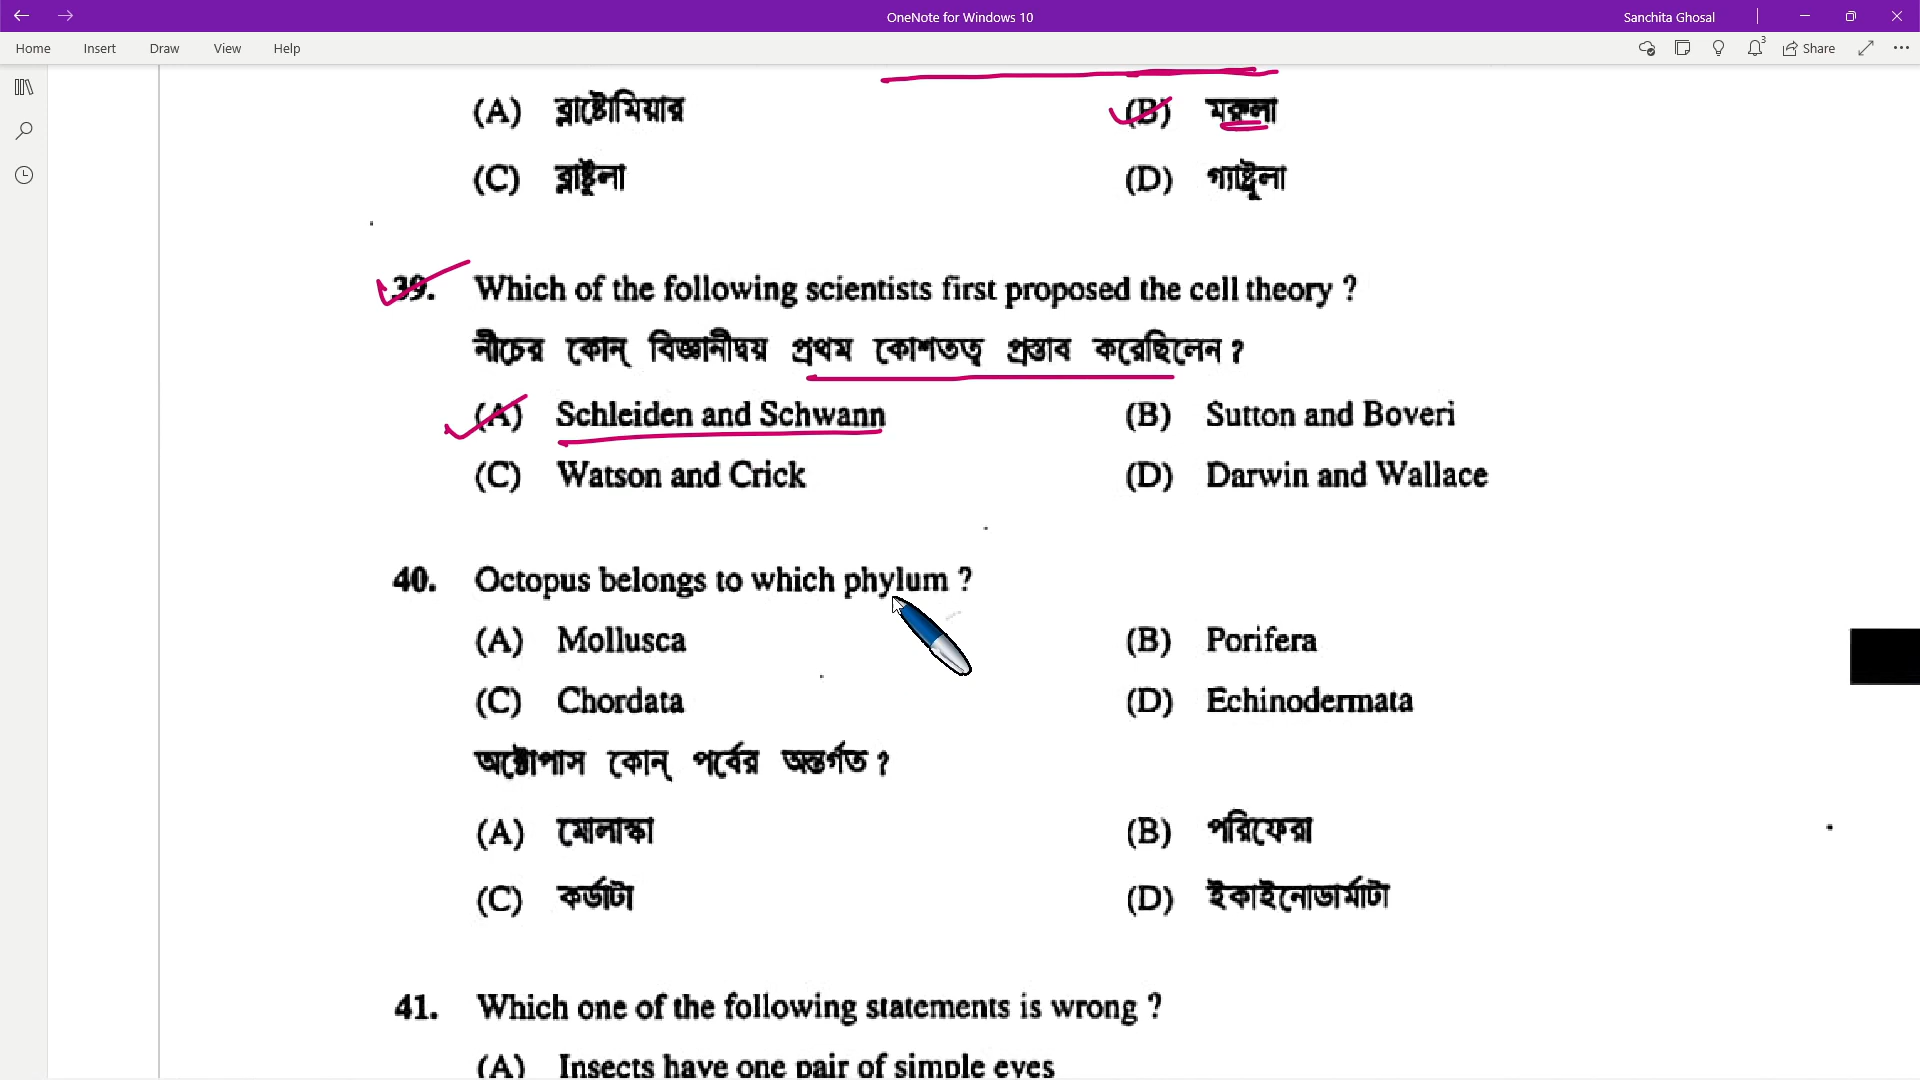 OneNote for Windows 10
Sanchita Ghosal
Home Insert Draw View Help
3
Share
(A) ব্লাষ্টোমিয়ার (B) মরুলা
(C) ব্লাষ্টুলা (D) গ্যাষ্ট্রুলা
39. Which of the following scientists first proposed the cell theory ?
নীচের কোন্ বিজ্ঞানীদ্বয় প্রথম কোশতত্ত্ব প্রস্তাব করেছিলেন ?
(A) Schleiden and Schwann (B) Sutton and Boveri
(C) Watson and Crick (D) Darwin and Wallace
40. Octopus belongs to which phylum ?
(A) Mollusca (B) Porifera
(C) Chordata (D) Echinodermata
অক্টোপাস কোন্ পর্বের অন্তর্গত ?
(A) মোলাস্কা (B) পরিফেরা
(C) কর্ডাটা (D) ইকাইনোডার্মাটা
41. Which one of the following statements is wrong ?
(A) Insects have one pair of simple eyes